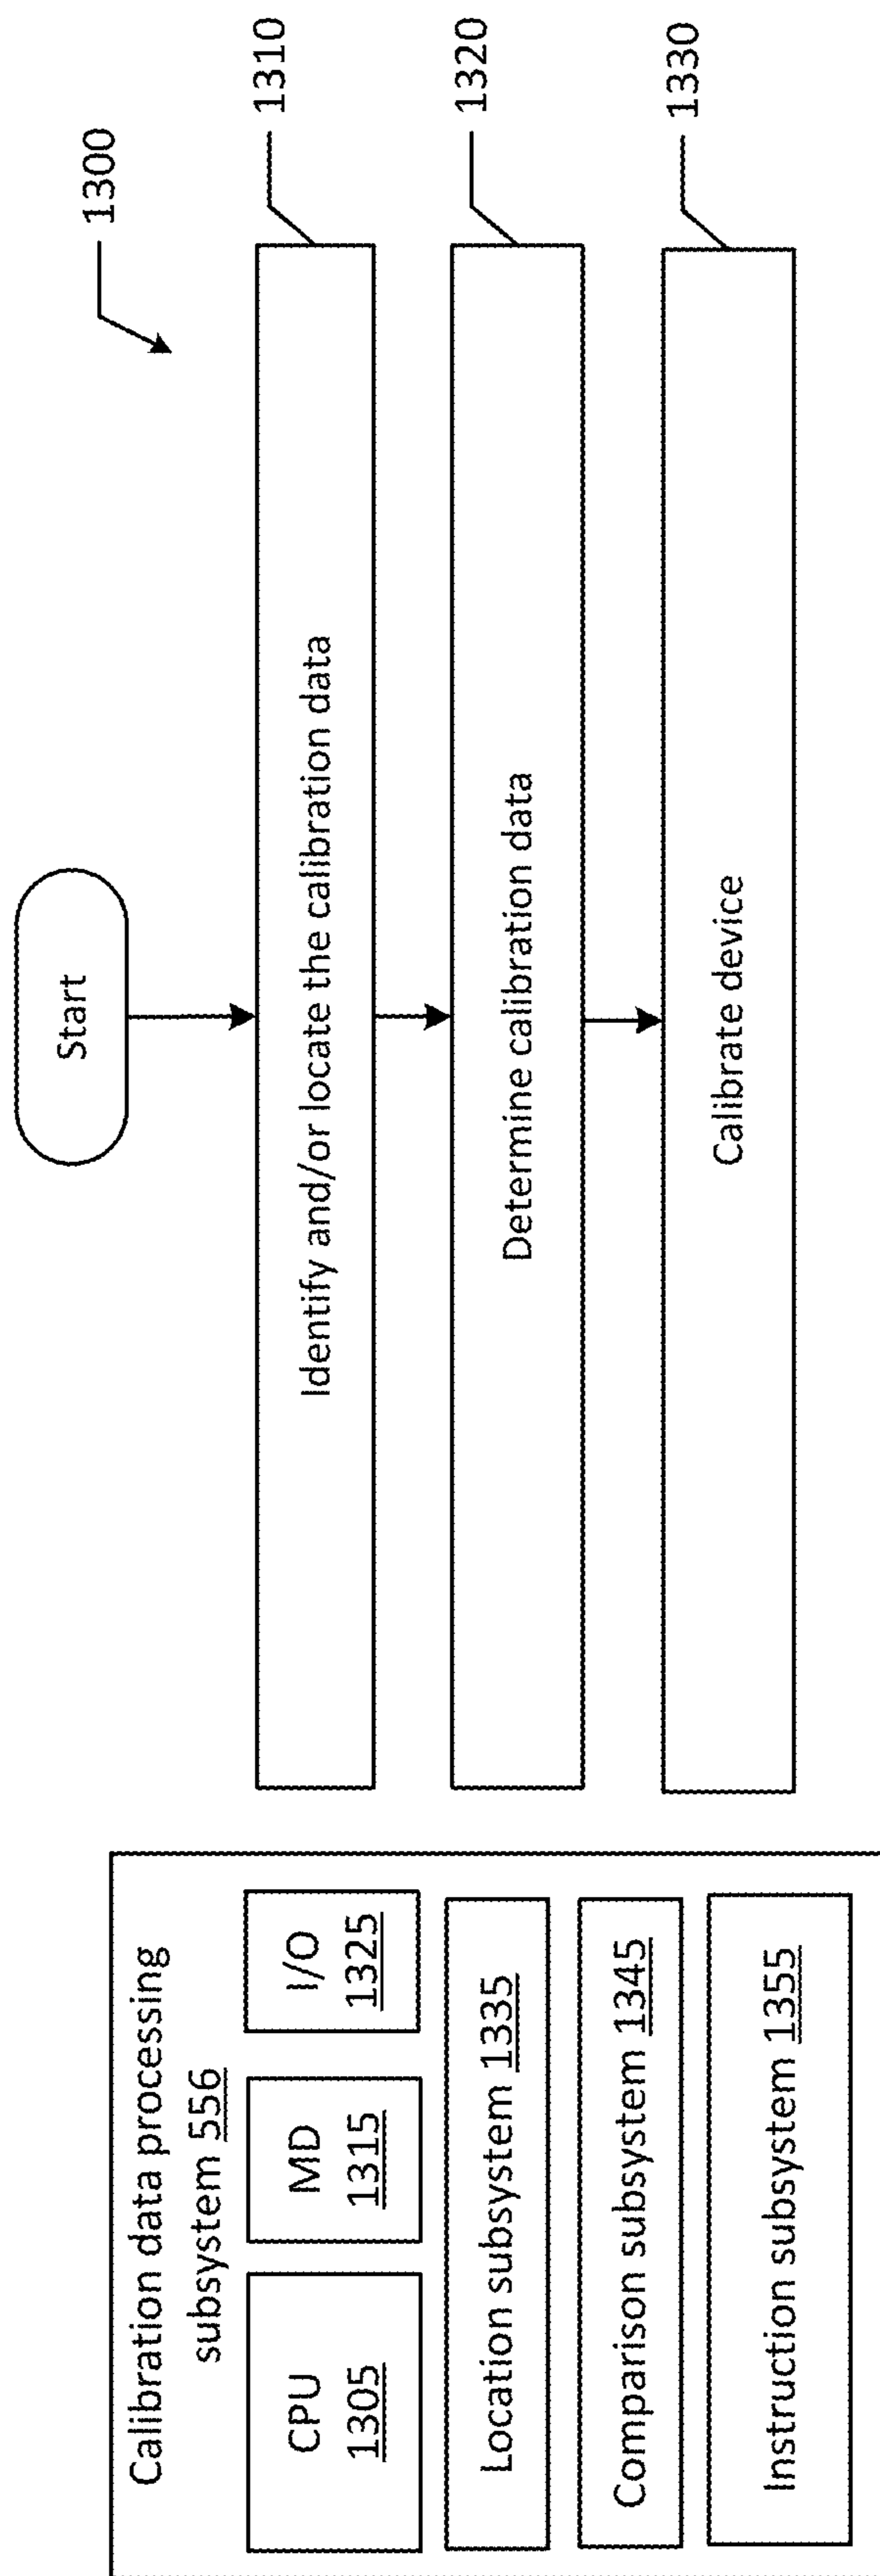 Calibration data processing
subsystem 556
CPU
1305
MD
1315
I/O
1325
Location subsystem 1335
Comparison subsystem 1345
Instruction subsystem 1355
Start
1300
Identify and/or locate the calibration data
1310
Determine calibration data
1320
Calibrate device
1330